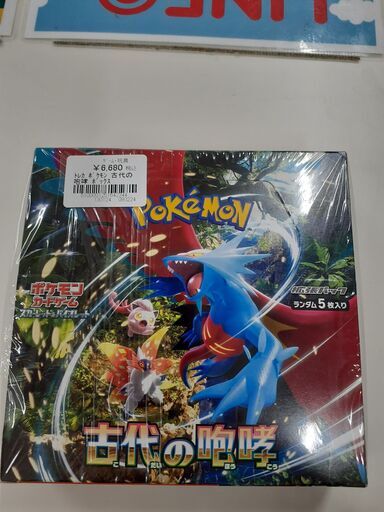 ¥6,680
トレカ ポケモン 古代の
咆哮 ボックス
POKÉMON
ポケモン
カードゲーム
スカーレット&バイオレット
拡張パック
ランダム5枚入り
古代の咆哮
こ だい ほう こう